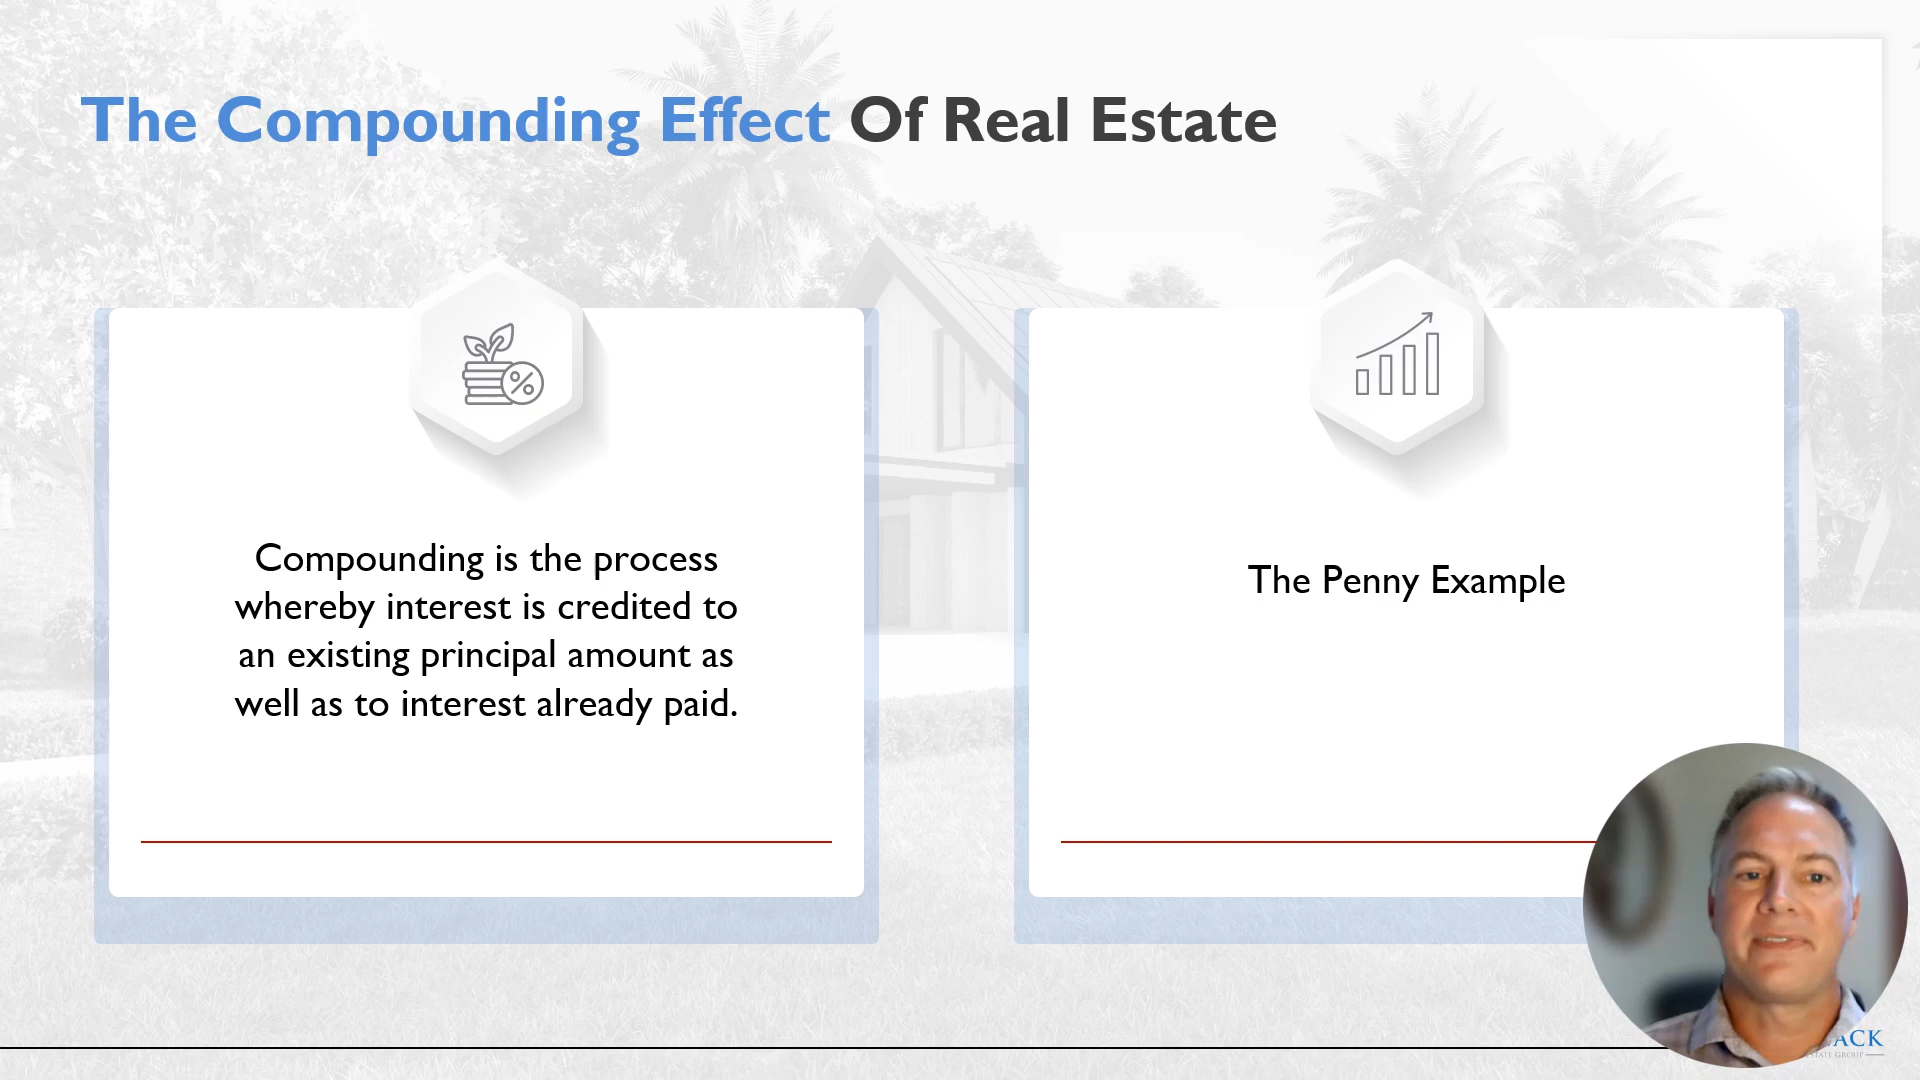 The Compounding Effect Of Real Estate
Compounding is the process
whereby interest is credited to
an existing principal amount as
well as to interest already paid.
The Penny Example